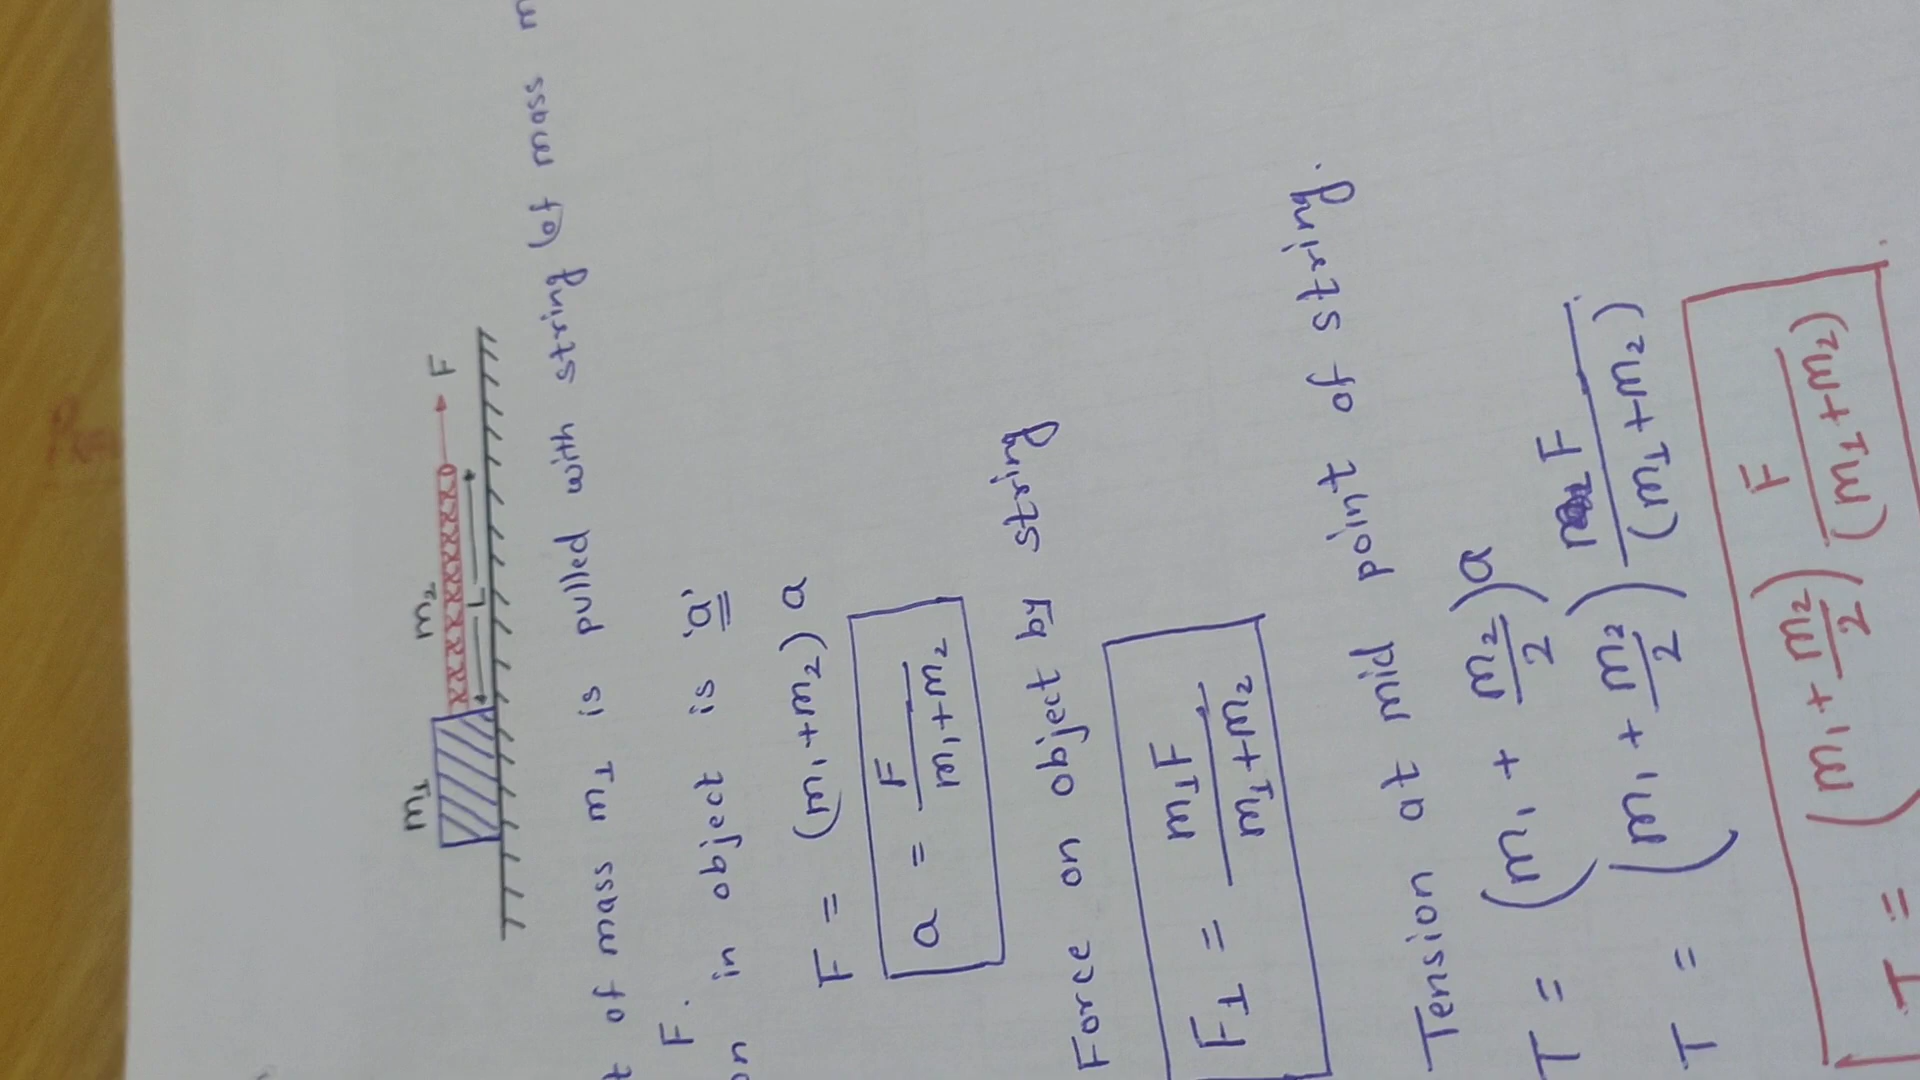 m₁ m₂
L F
of mass m₁ is pulled with string (of mass
F.
in object is 'a'
F = (m₁ + m₂) a
a = F / (m₁ + m₂)
Force on object by string
F₁ = m₁F / (m₁ + m₂)
Tension at mid point of string.
T = (m₁ + m₂/2) a
T = (m₁ + m₂/2) F / (m₁ + m₂)
T = (m₁ + m₂/2) F / (m₁ + m₂)